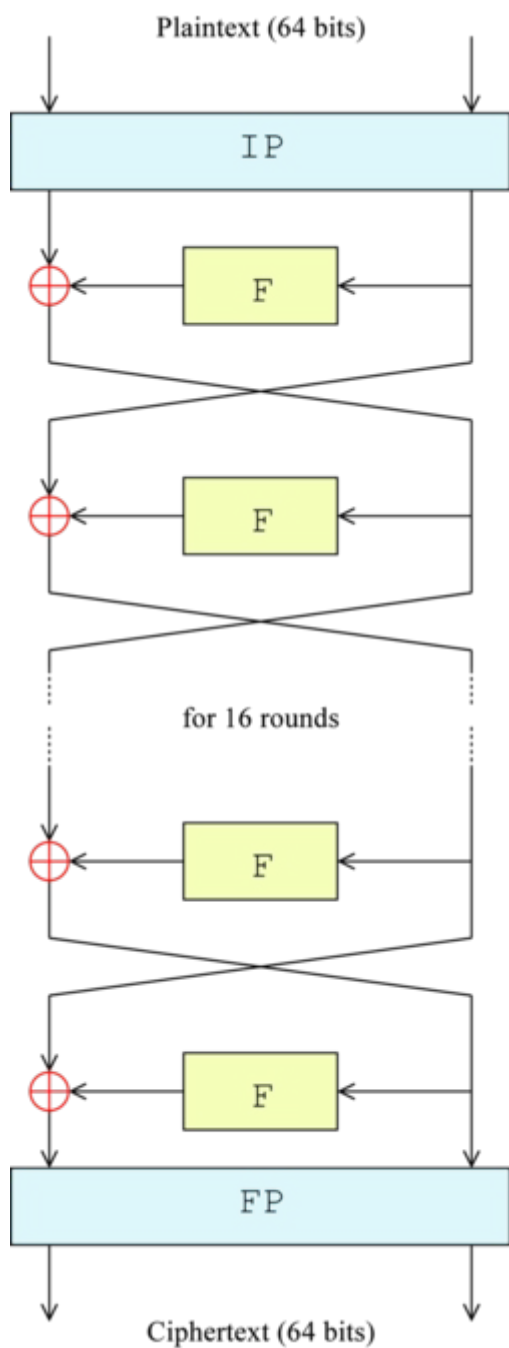 Plaintext (64 bits)
IP
F
F
for 16 rounds
F
F
FP
Ciphertext (64 bits)